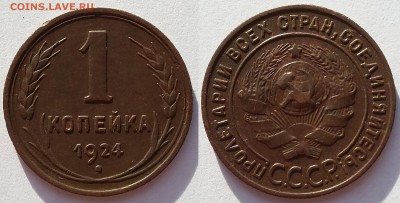 COINS.LAVE.RU
1
КОПЕЙКА
1924
ПРОЛЕТАРИИ ВСЕХ СТРАН, СОЕДИНЯЙТЕСЬ!
С.С.С.Р.